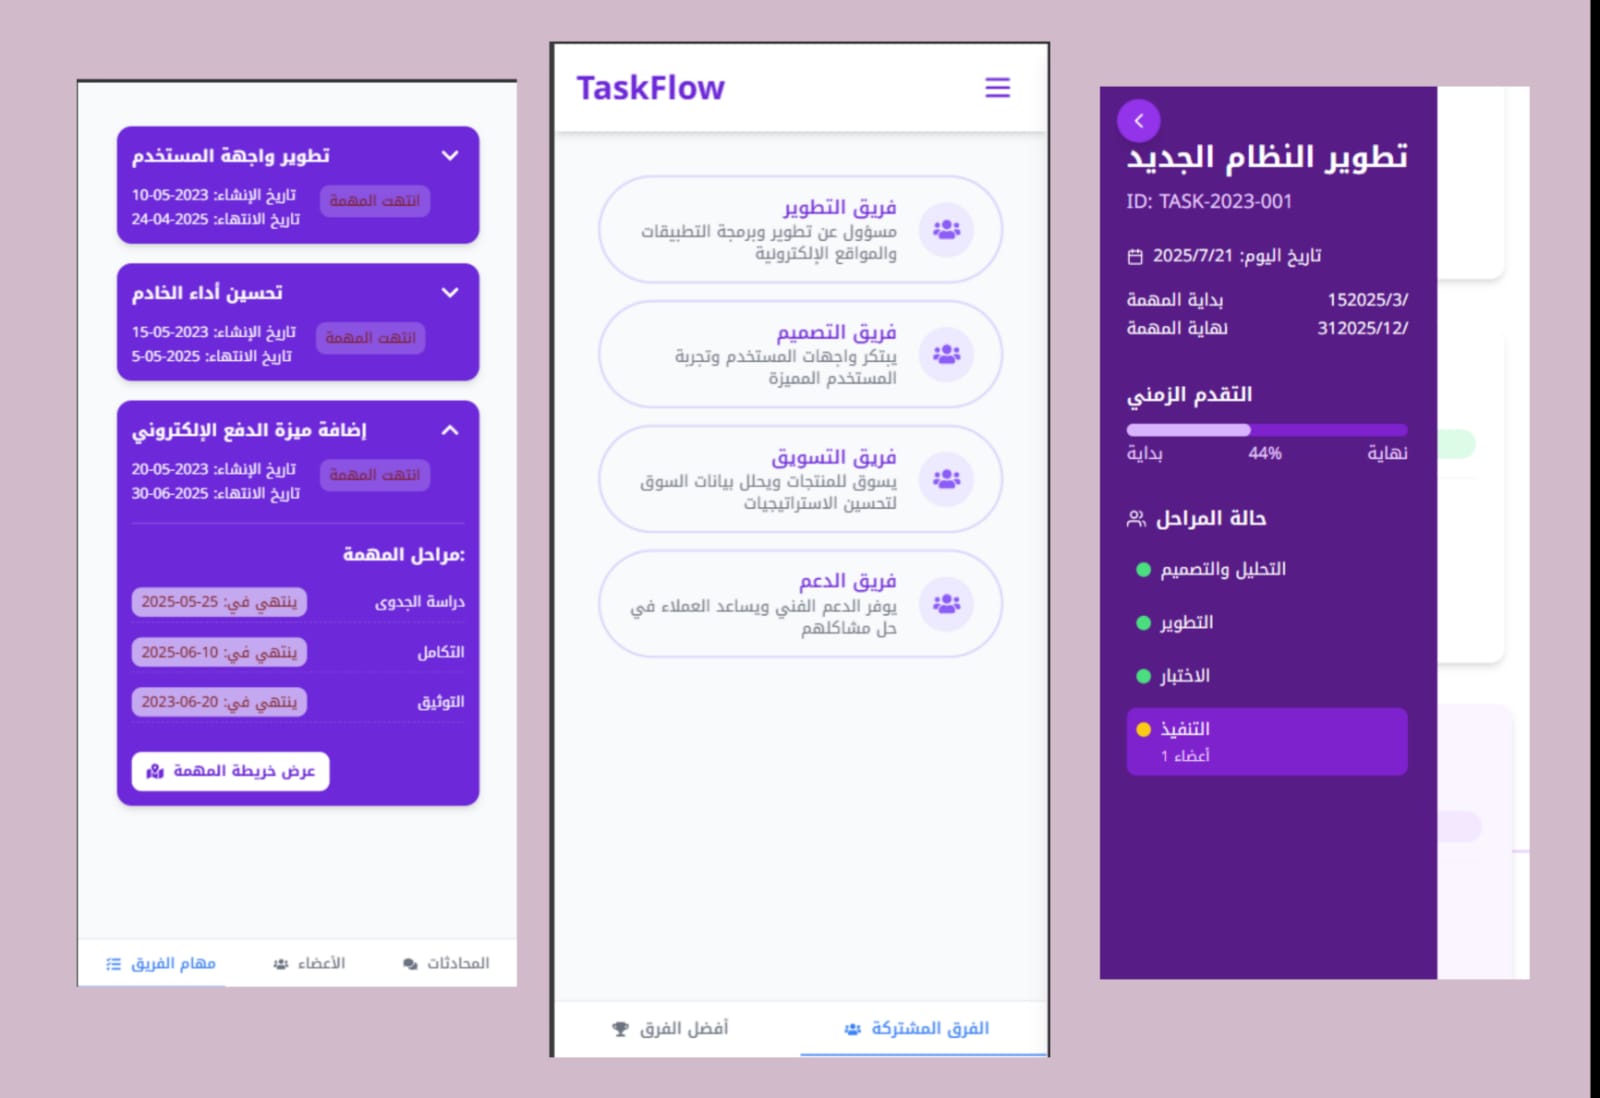 تطوير واجهة المستخدم
تاريخ الإنشاء: 2023-05-10
انتهت المهمة
تاريخ الانتهاء: 2025-04-24
تحسين أداء الخادم
تاريخ الإنشاء: 2023-05-15
انتهت المهمة
تاريخ الانتهاء: 2025-05-5
إضافة ميزة الدفع الإلكتروني
تاريخ الإنشاء: 2023-05-20
انتهت المهمة
تاريخ الانتهاء: 2025-06-30
:مراحل المهمة
دراسة الجدوى
ينتهي في: 2025-05-25
التكامل
ينتهي في: 2025-06-10
التوثيق
ينتهي في: 2023-06-20
عرض خريطة المهمة
المحادثات
الأعضاء
مهام الفريق
TaskFlow
فريق التطوير
مسؤول عن تطوير وبرمجة التطبيقات
والمواقع الإلكترونية
فريق التصميم
يبتكر واجهات المستخدم وتجربة
المستخدم المميزة
فريق التسويق
يسوق للمنتجات ويحلل بيانات السوق
لتحسين الاستراتيجيات
فريق الدعم
يوفر الدعم الفني ويساعد العملاء في
حل مشاكلهم
الفرق المشتركة
أفضل الفرق
تطوير النظام الجديد
ID: TASK-2023-001
تاريخ اليوم: 2025/7/21
بداية المهمة
152025/3/
نهاية المهمة
312025/12/
التقدم الزمني
بداية
44%
نهاية
حالة المراحل
التحليل والتصميم
التطوير
الاختبار
التنفيذ
أعضاء 1